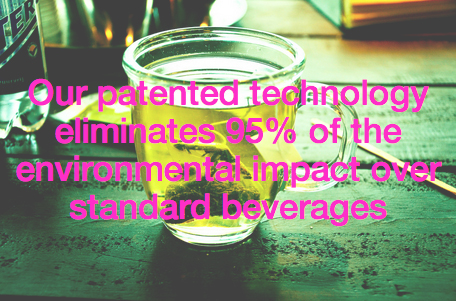 Our patented technology
eliminates 95% of the
environmental impact over
standard beverages